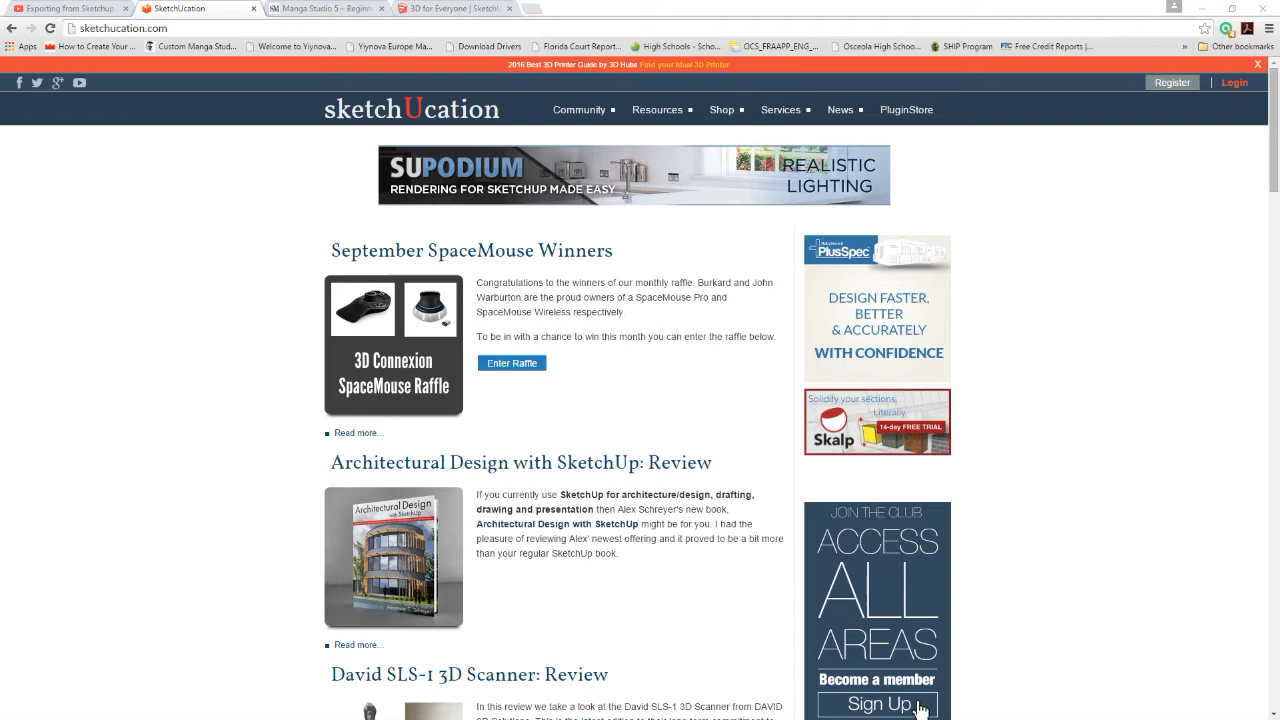 Exporting from Sketchup
SketchUcation
Manga Studio 5 – Beginn
3D for Everyone | SketchU
sketchucation.com
Apps
How to Create Your ...
Custom Manga Stud...
Welcome to Yiynova...
Yiynova Europe Ma...
Download Drivers
Florida Court Report...
High Schools - Scho...
OCS_FRAAPP_ENG_...
Osceola High Schoo...
SHIP Program
FTC Free Credit Reports |...
»
Other bookmarks
2016 Best 3D Printer Guide by 3D Hubs Find your Ideal 3D Printer
X
Register
Login
sketchUcation
Community
Resources
Shop
Services
News
PluginStore
SUPODIUM
RENDERING FOR SKETCHUP MADE EASY
REALISTIC
LIGHTING
September SpaceMouse Winners
3D Connexion
SpaceMouse Raffle
Congratulations to the winners of our monthly raffle. Burkard and John
Warburton are the proud owners of a SpaceMouse Pro and
SpaceMouse Wireless respectively.
To be in with a chance to win this month you can enter the raffle below.
Enter Raffle
Read more...
PlusSpec
DESIGN FASTER,
BETTER
& ACCURATELY
WITH CONFIDENCE
Solidify your sections,
Literally
14-day FREE TRIAL
Skalp
Architectural Design with SketchUp: Review
Architectural Design
with SketchUp
If you currently use SketchUp for architecture/design, drafting,
drawing and presentation then Alex Schreyer's new book,
Architectural Design with SketchUp might be for you. I had the
pleasure of reviewing Alex' newest offering and it proved to be a bit more
than your regular SketchUp book.
Read more...
JOIN THE CLUB
ACCESS
ALL
AREAS
Become a member
Sign Up
David SLS-1 3D Scanner: Review
In this review we take a look at the David SLS-1 3D Scanner from DAVID